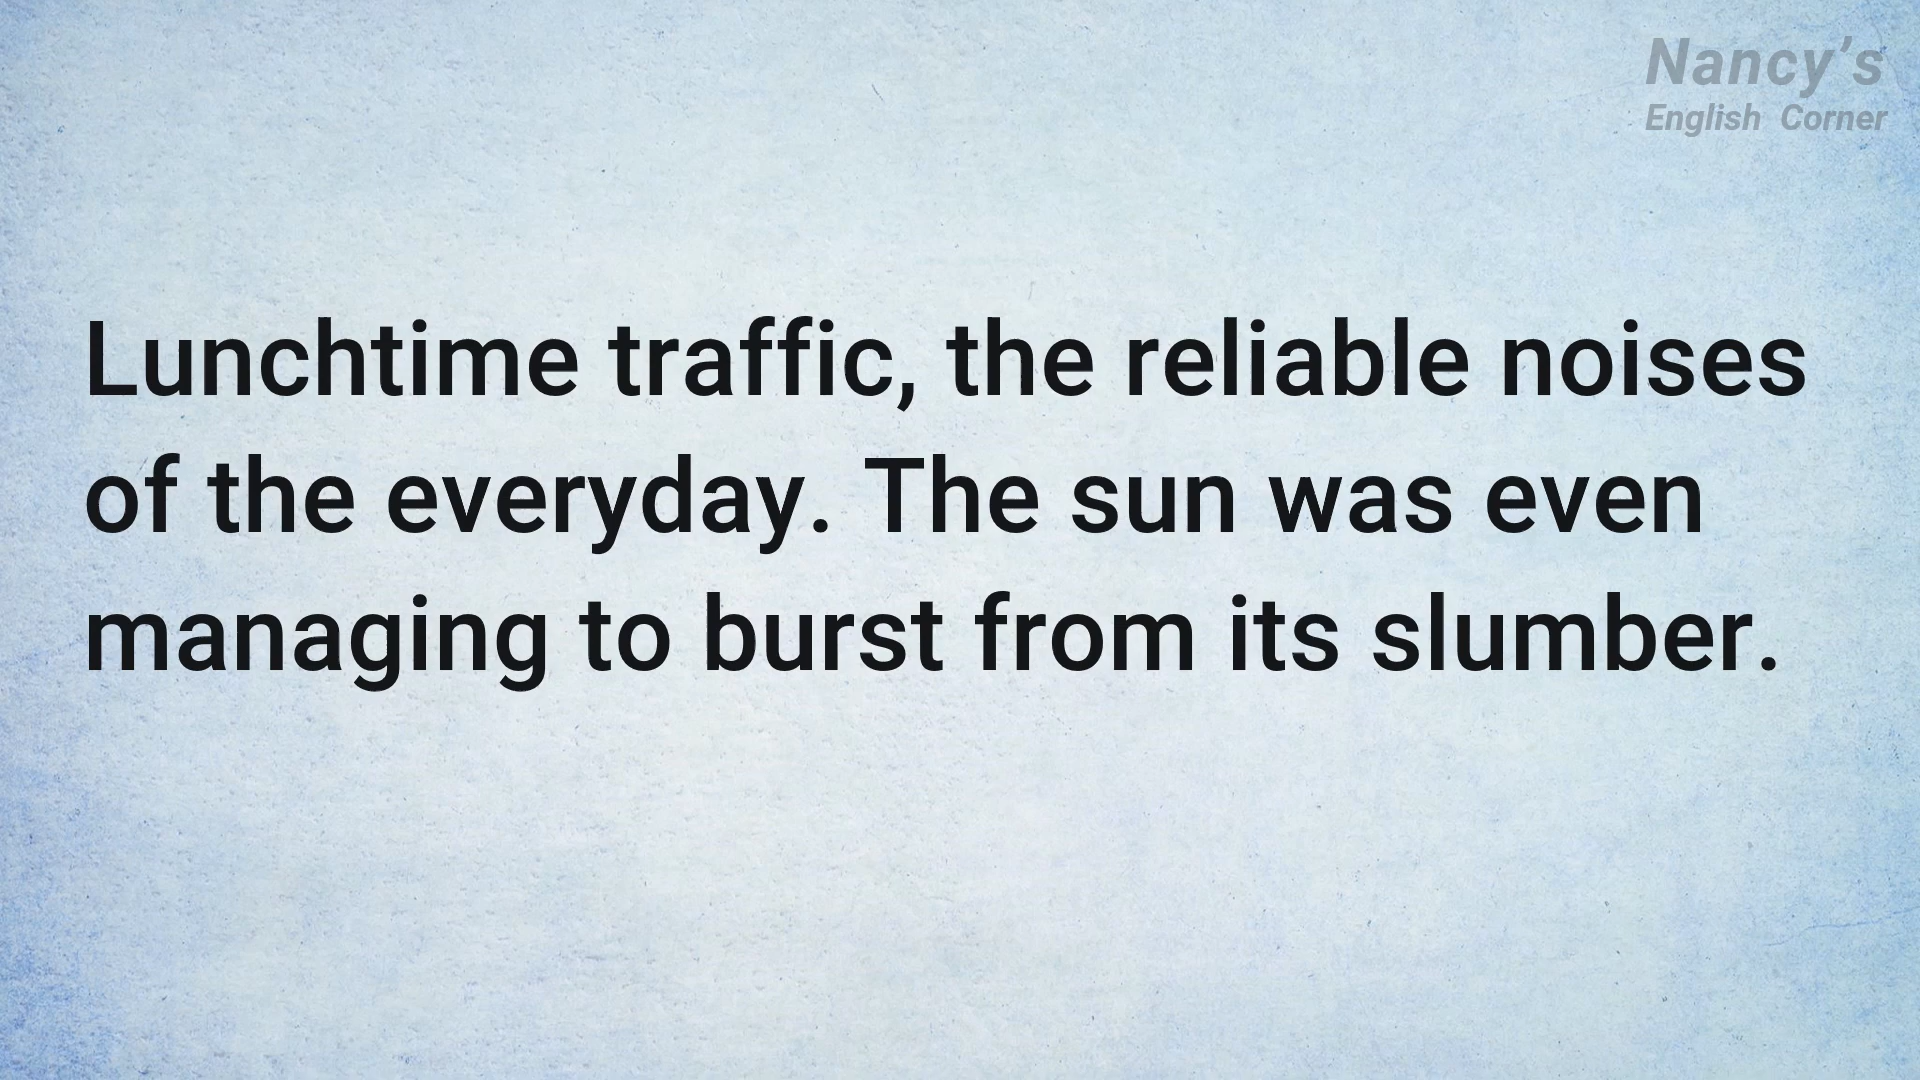 Nancy’s
English Corner
Lunchtime traffic, the reliable noises
of the everyday. The sun was even
managing to burst from its slumber.